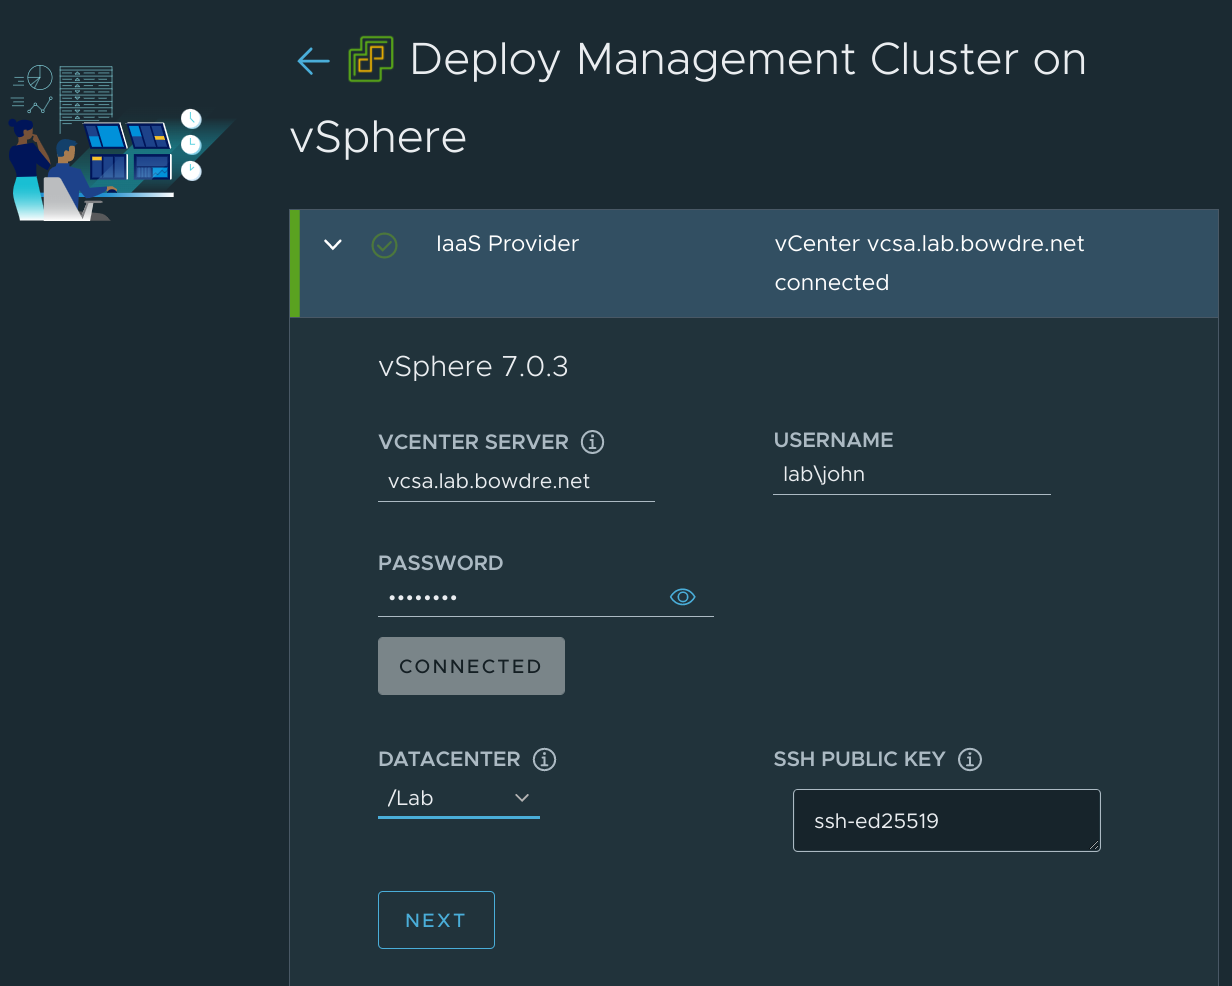 Deploy Management Cluster on
vSphere
IaaS Provider
vCenter vcsa.lab.bowdre.net
connected
vSphere 7.0.3
VCENTER SERVER
USERNAME
vcsa.lab.bowdre.net
lab\john
PASSWORD
••••••••
CONNECTED
DATACENTER
SSH PUBLIC KEY
/Lab
ssh-ed25519
NEXT